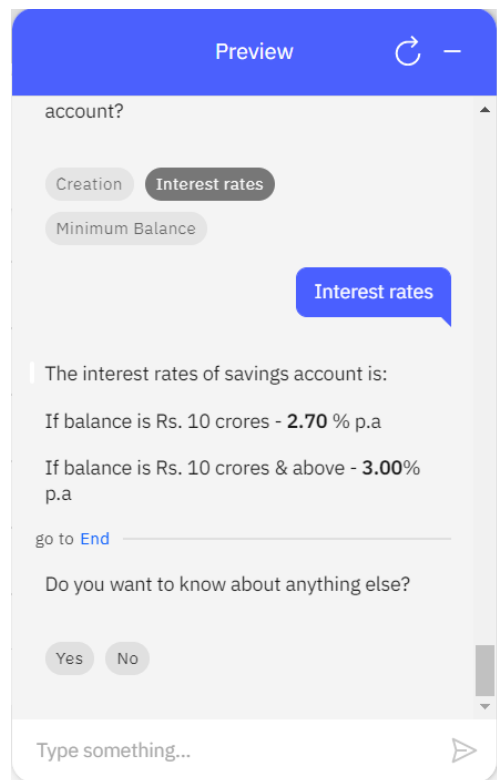 Preview
account?
Creation Interest rates
Minimum Balance
Interest rates
The interest rates of savings account is:
If balance is Rs. 10 crores - 2.70 % p.a
If balance is Rs. 10 crores & above - 3.00%
p.a
go to End
Do you want to know about anything else?
Yes No
Type something...